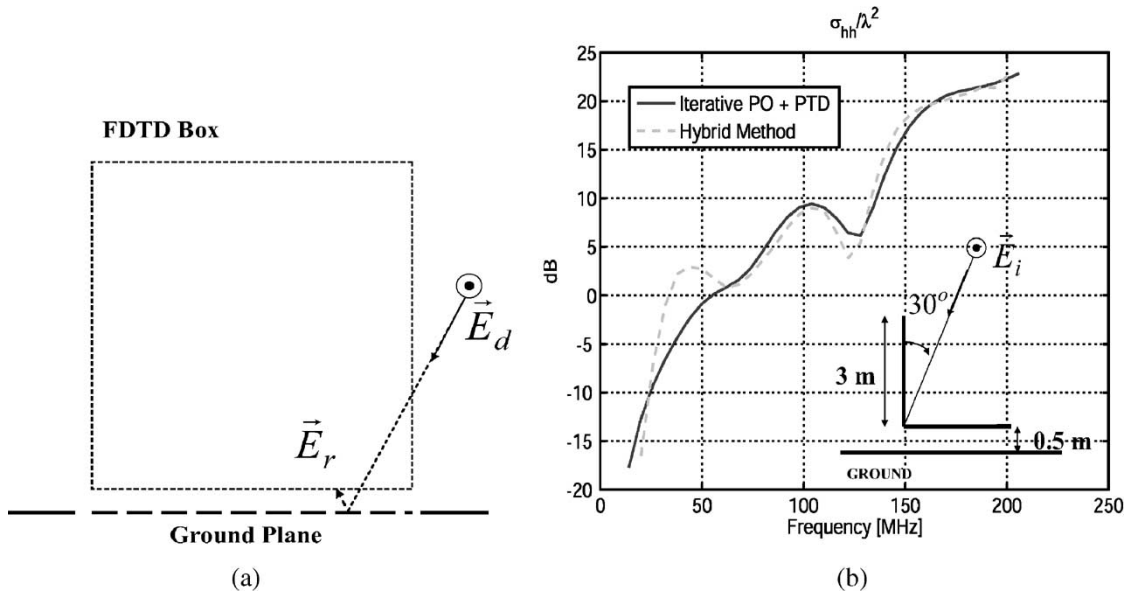 FDTD Box
E⃗d
E⃗r
Ground Plane
(a)
σhh/λ²
dB
25
20
15
10
5
0
-5
-10
-15
-20
Iterative PO + PTD
Hybrid Method
E⃗i
30°
3 m
0.5 m
GROUND
0 50 100 150 200 250
Frequency [MHz]
(b)